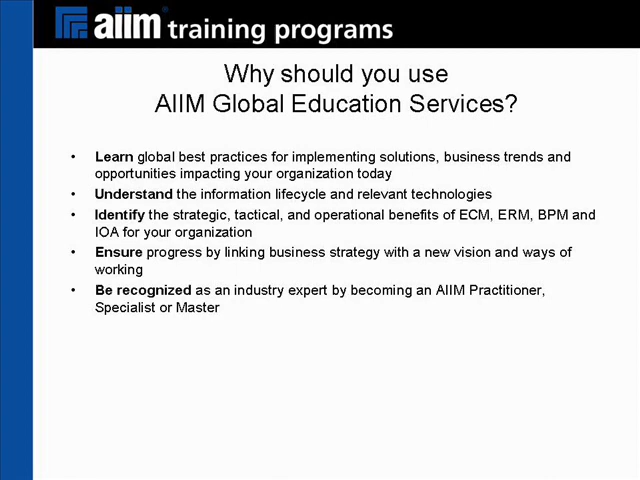 aiim training programs
Why should you use
AIIM Global Education Services?
• Learn global best practices for implementing solutions, business trends and
opportunities impacting your organization today
• Understand the information lifecycle and relevant technologies
• Identify the strategic, tactical, and operational benefits of ECM, ERM, BPM and
IOA for your organization
• Ensure progress by linking business strategy with a new vision and ways of
working
• Be recognized as an industry expert by becoming an AIIM Practitioner,
Specialist or Master